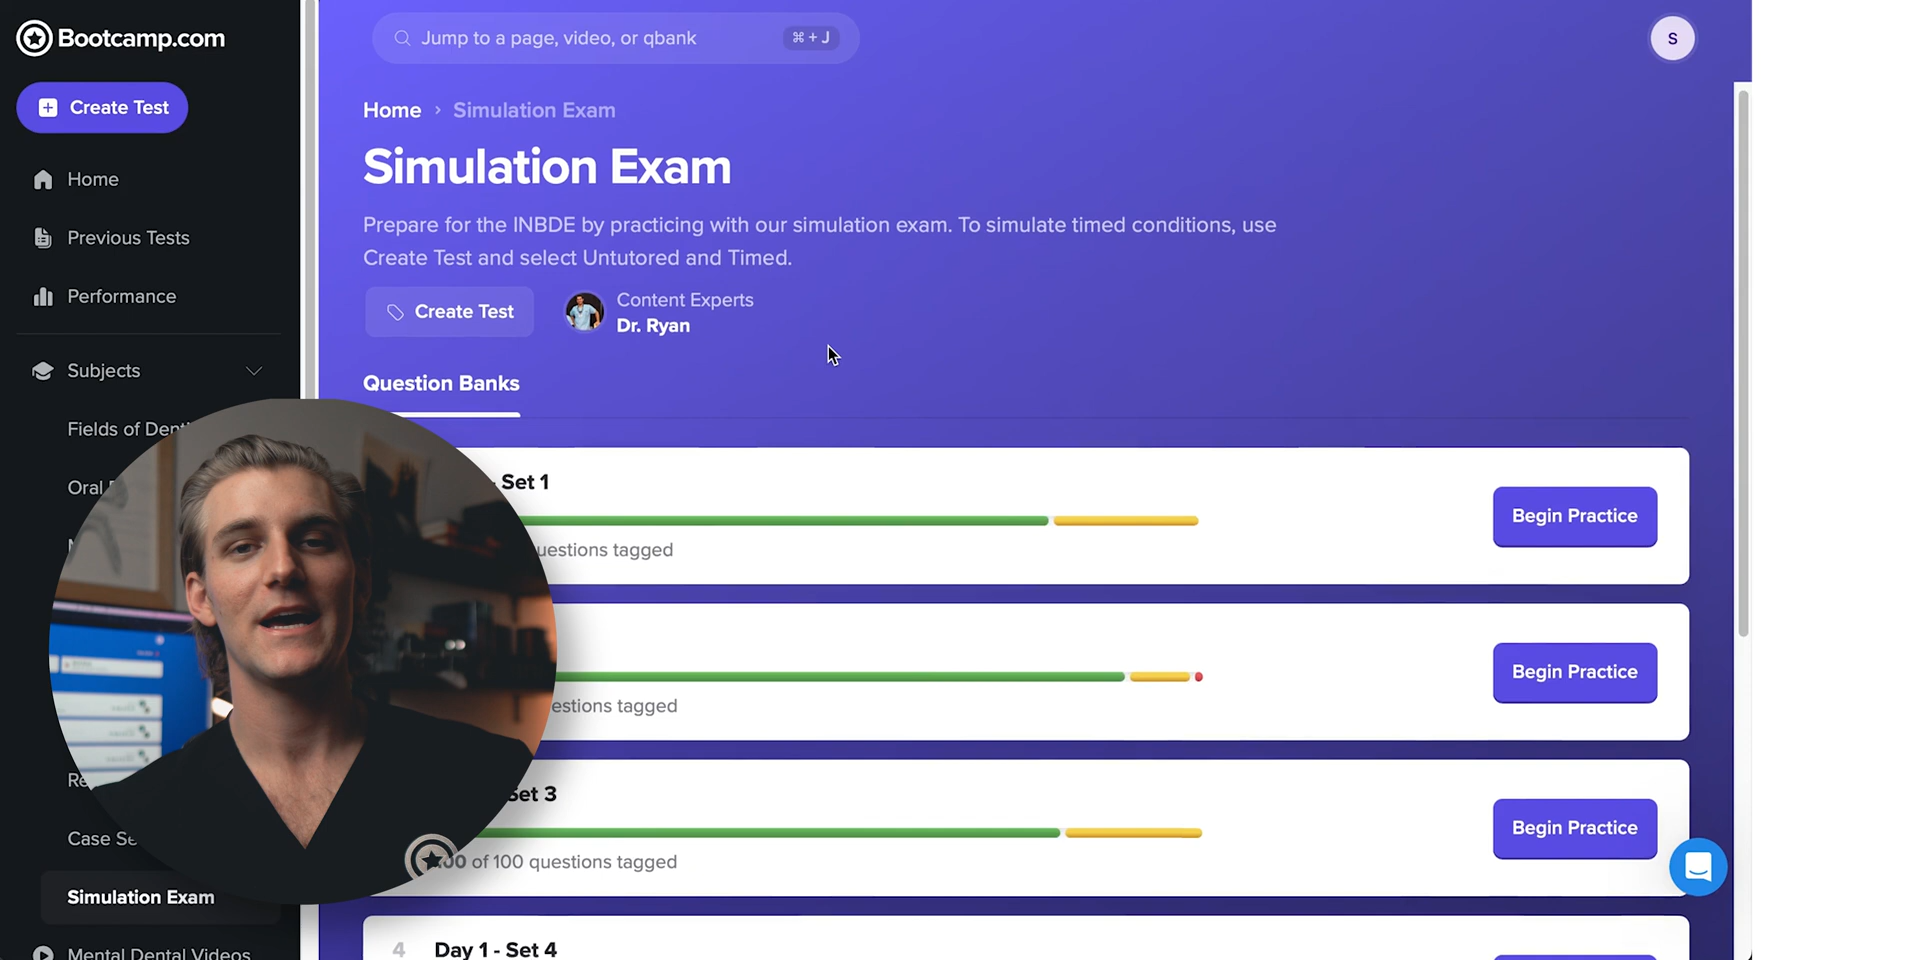 Bootcamp.com
Create Test
Home
Previous Tests
Performance
Subjects
Fields of Dent
Oral
Case Se
Simulation Exam
Mental Dental Videos
Jump to a page, video, or qbank
⌘ + J
S
Home › Simulation Exam
Simulation Exam
Prepare for the INBDE by practicing with our simulation exam. To simulate timed conditions, use
Create Test and select Untutored and Timed.
Create Test
Content Experts
Dr. Ryan
Question Banks
Set 1
uestions tagged
Begin Practice
estions tagged
Begin Practice
Set 3
00 of 100 questions tagged
Begin Practice
4 Day 1 - Set 4